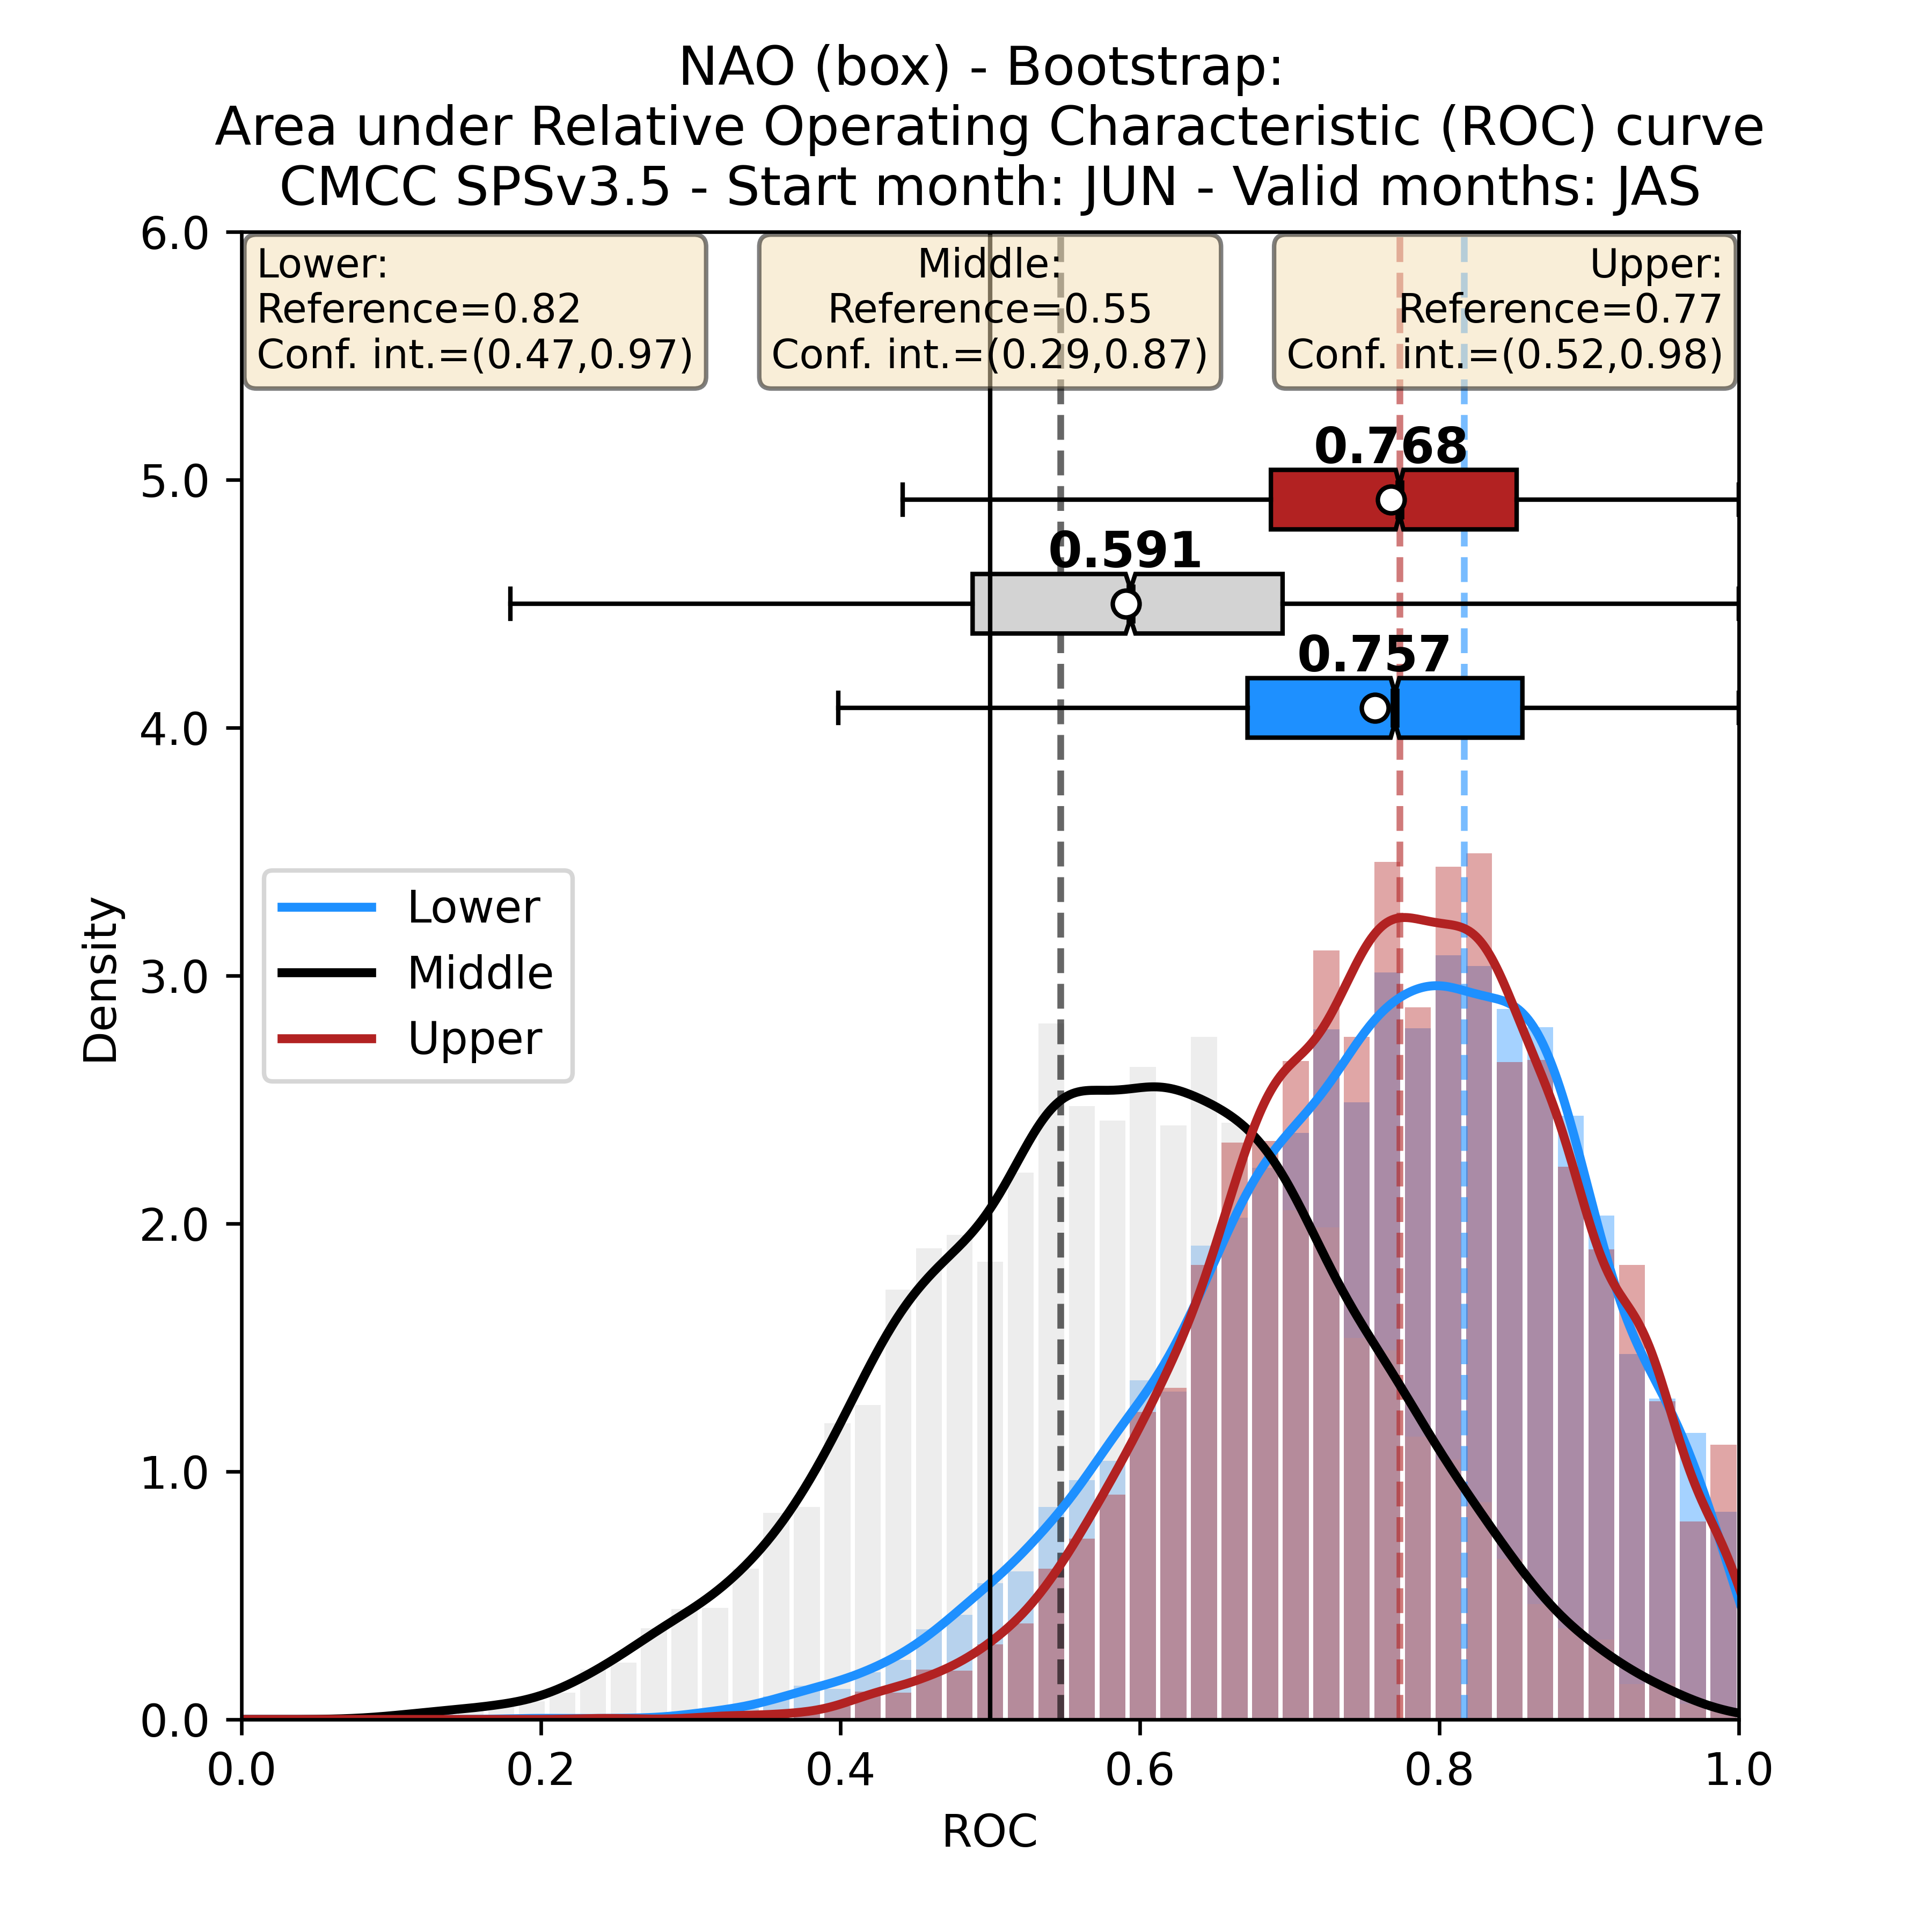 NAO (box) - Bootstrap:
Area under Relative Operating Characteristic (ROC) curve
CMCC SPSv3.5 - Start month: JUN - Valid months: JAS
6.0
5.0
4.0
3.0
2.0
1.0
0.0
Density
Lower:
Reference=0.82
Conf. int.=(0.47,0.97)
Middle:
Reference=0.55
Conf. int.=(0.29,0.87)
Upper:
Reference=0.77
Conf. int.=(0.52,0.98)
0.768
0.591
0.757
Lower
Middle
Upper
0.0 0.2 0.4 0.6 0.8 1.0
ROC